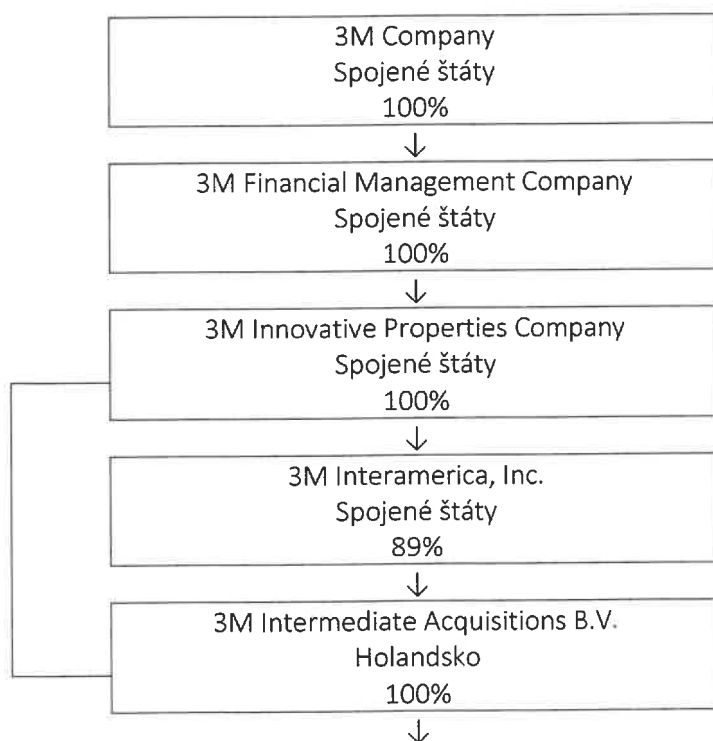 3M Company
Spojené štáty
100%
3M Financial Management Company
Spojené štáty
100%
3M Innovative Properties Company
Spojené štáty
100%
3M Interamerica, Inc.
Spojené štáty
89%
3M Intermediate Acquisitions B.V.
Holandsko
100%